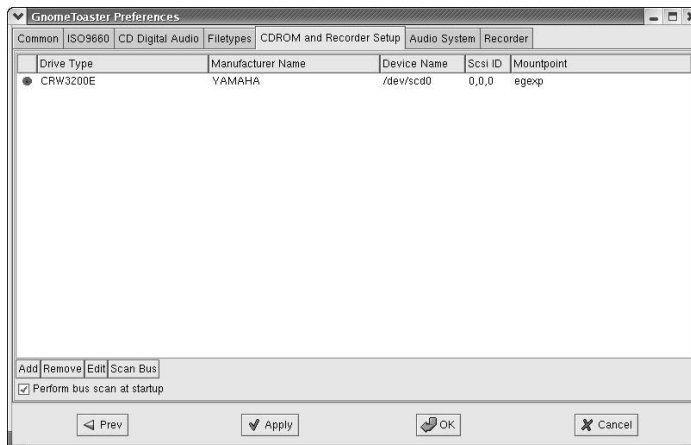 GnomeToaster Preferences
Common ISO9660 CD Digital Audio Filetypes CDROM and Recorder Setup Audio System Recorder
Drive Type Manufacturer Name Device Name Scsi ID Mountpoint
CRW3200E YAMAHA /dev/scd0 0,0,0 egexp
Add Remove Edit Scan Bus
Perform bus scan at startup
Prev Apply OK Cancel